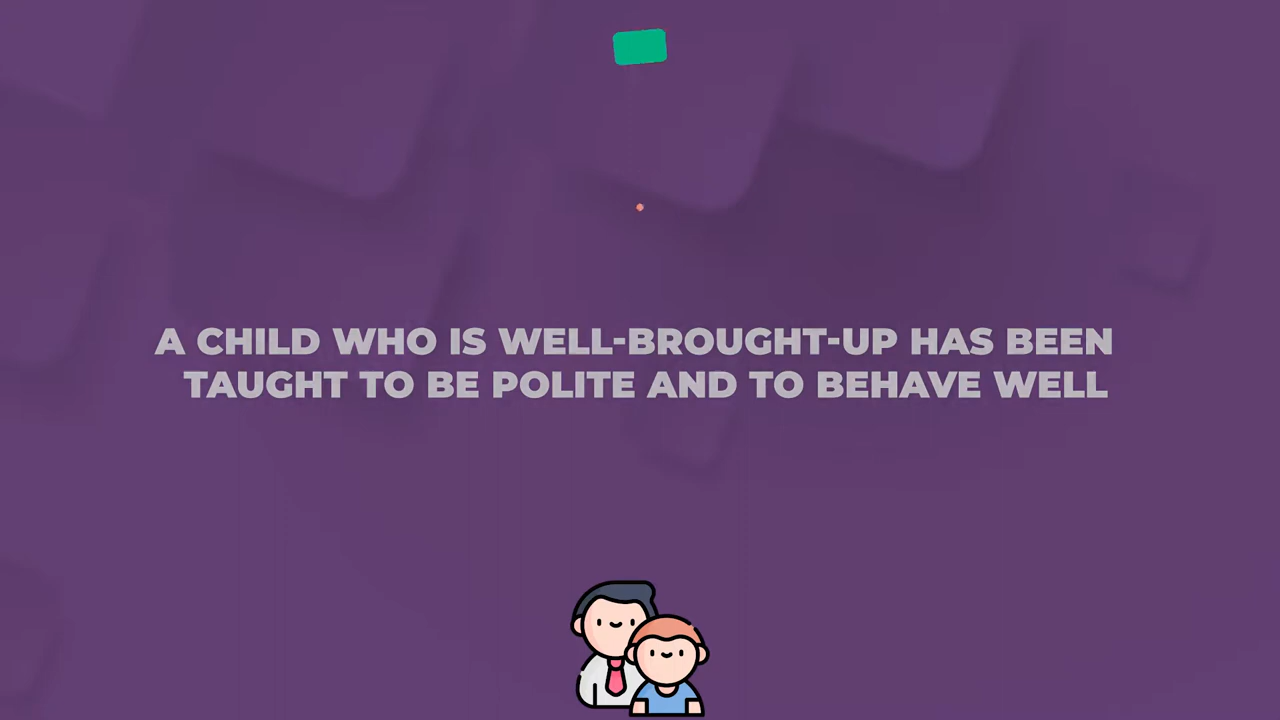 A CHILD WHO IS WELL-BROUGHT-UP HAS BEEN
TAUGHT TO BE POLITE AND TO BEHAVE WELL